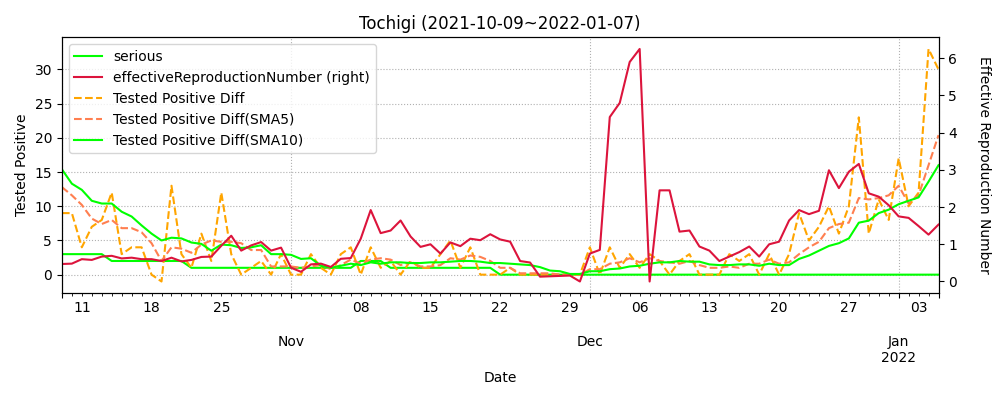 Tochigi (2021-10-09~2022-01-07)
serious
effectiveReproductionNumber (right)
Tested Positive Diff
Tested Positive Diff(SMA5)
Tested Positive Diff(SMA10)
Tested Positive
30
25
20
15
10
5
0
6
5
4
3
2
1
0
Effective Reproduction Number
11 18 25 08 15 22 29 06 13 20 27 03
Nov Dec Jan
2022
Date